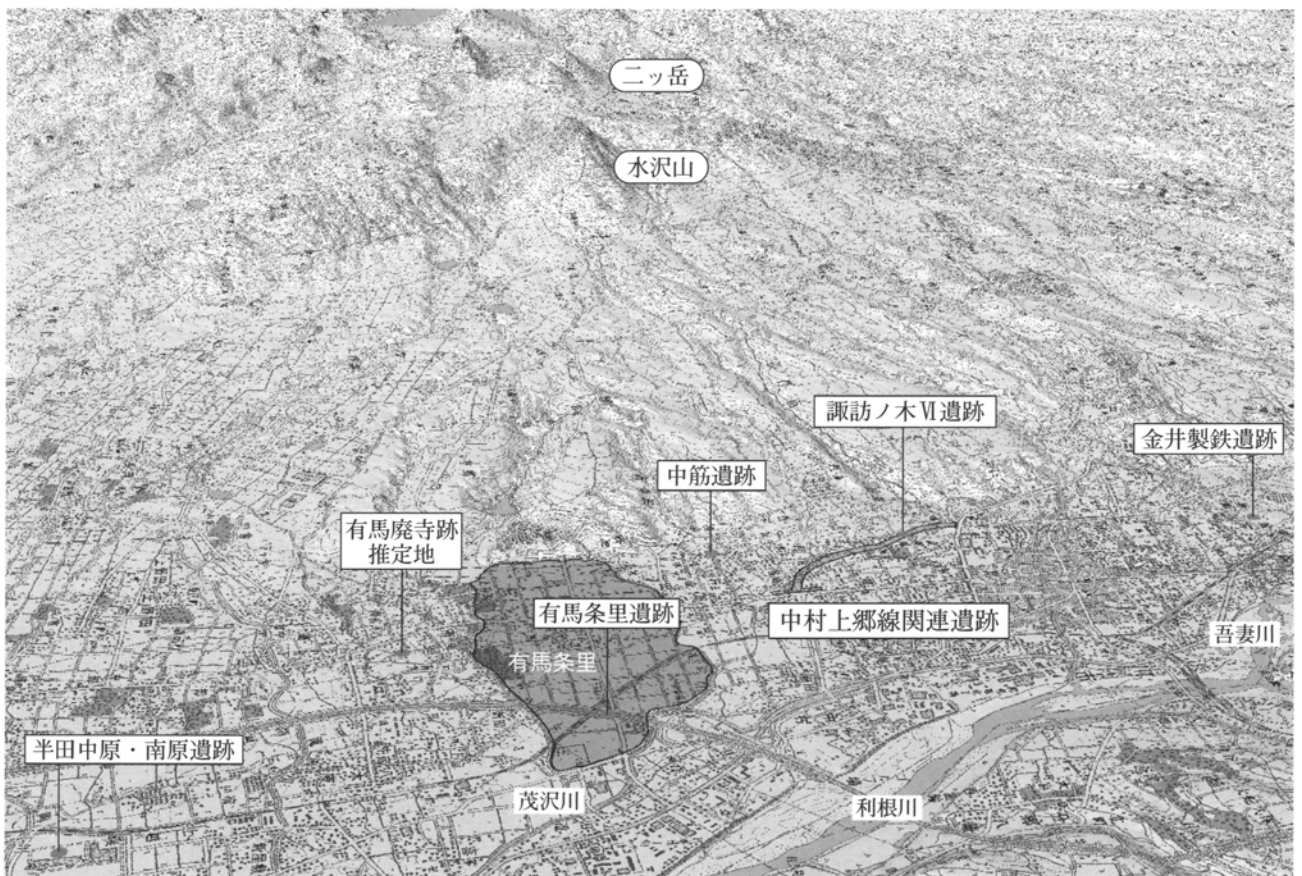 二ッ岳
水沢山
諏訪ノ木Ⅵ遺跡
金井製鉄遺跡
中筋遺跡
有馬廃寺跡
推定地
有馬条里遺跡
中村上郷線関連遺跡
吾妻川
有馬条里
半田中原・南原遺跡
茂沢川
利根川